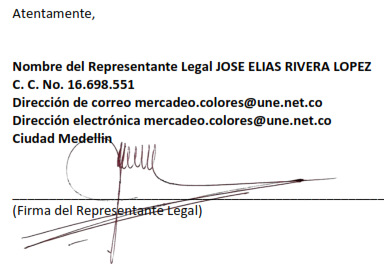 Atentamente,
Nombre del Representante Legal JOSE ELIAS RIVERA LOPEZ
C. C. No. 16.698.551
Dirección de correo mercadeo.colores@une.net.co
Dirección electrónica mercadeo.colores@une.net.co
Ciudad Medellin
(Firma del Representante Legal)